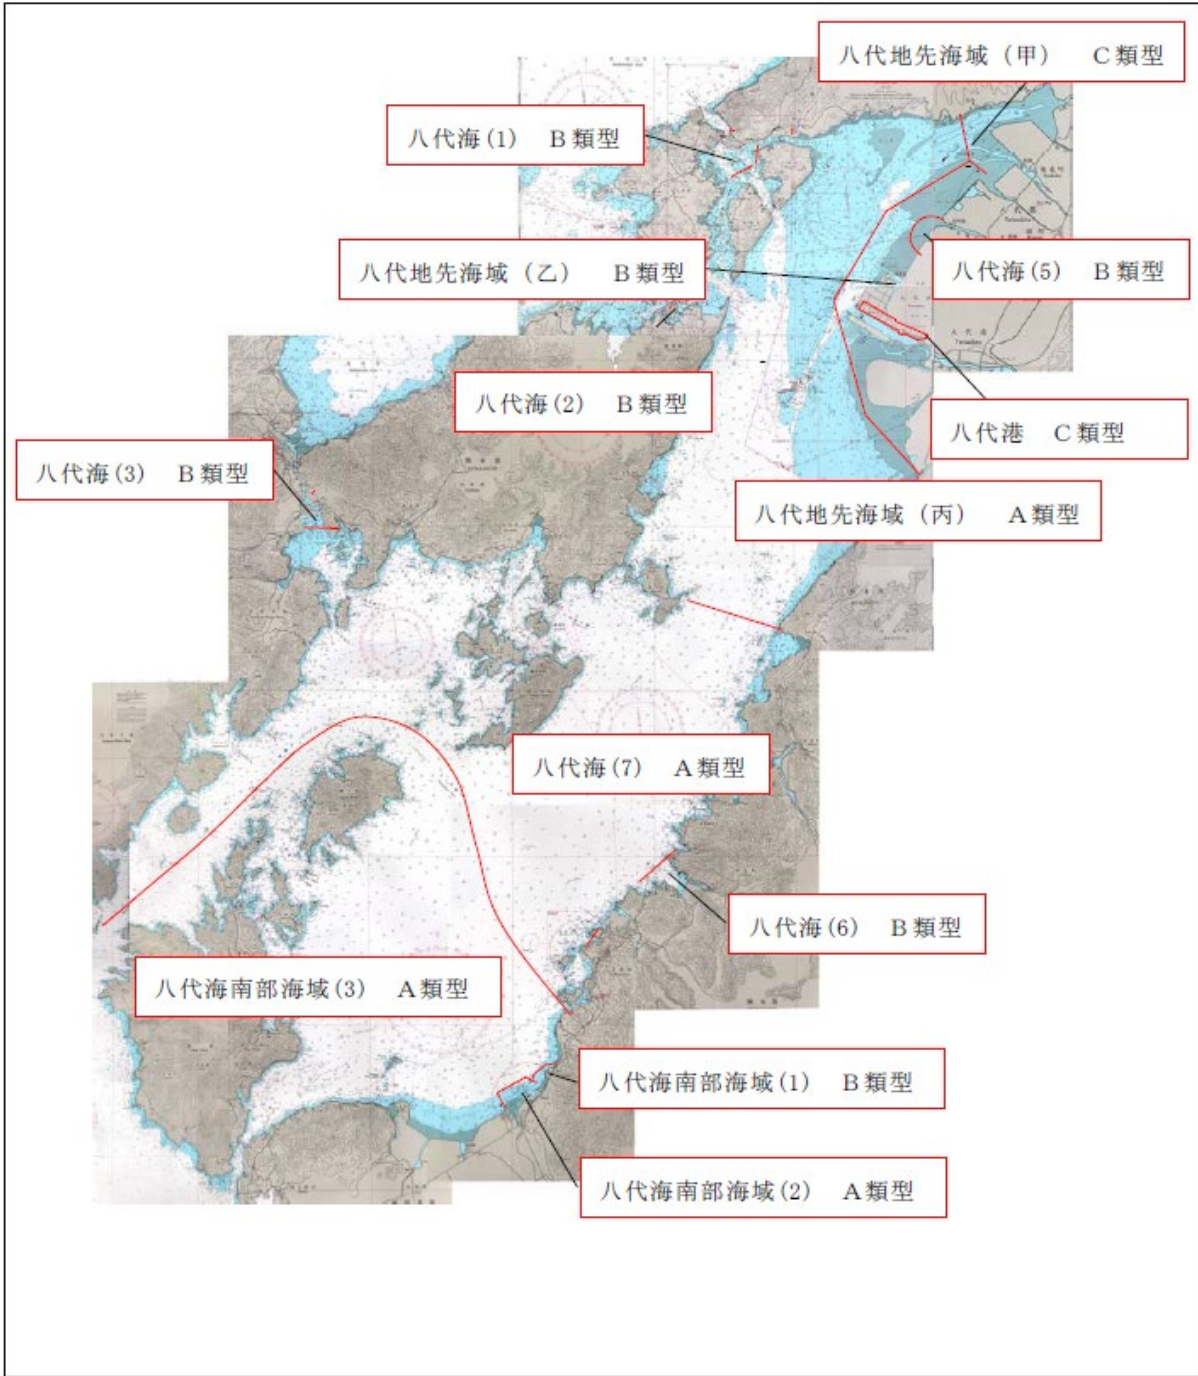 八代地先海域（甲）　C類型
八代海(1)　B類型
八代地先海域（乙）　B類型
八代海(5)　B類型
八代海(2)　B類型
八代港　C類型
八代海(3)　B類型
八代地先海域（丙）　A類型
八代海(7)　A類型
八代海(6)　B類型
八代海南部海域(3)　A類型
八代海南部海域(1)　B類型
八代海南部海域(2)　A類型